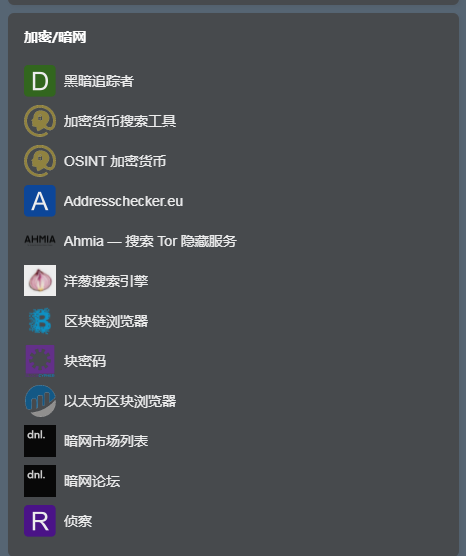 加密/暗网
D 黑暗追踪者
加密货币搜索工具
OSINT 加密货币
A Addresschecker.eu
AHMIA Ahmia — 搜索 Tor 隐藏服务
洋葱搜索引擎
区块链浏览器
块密码
以太坊区块浏览器
dnl. 暗网市场列表
dnl. 暗网论坛
R 侦察